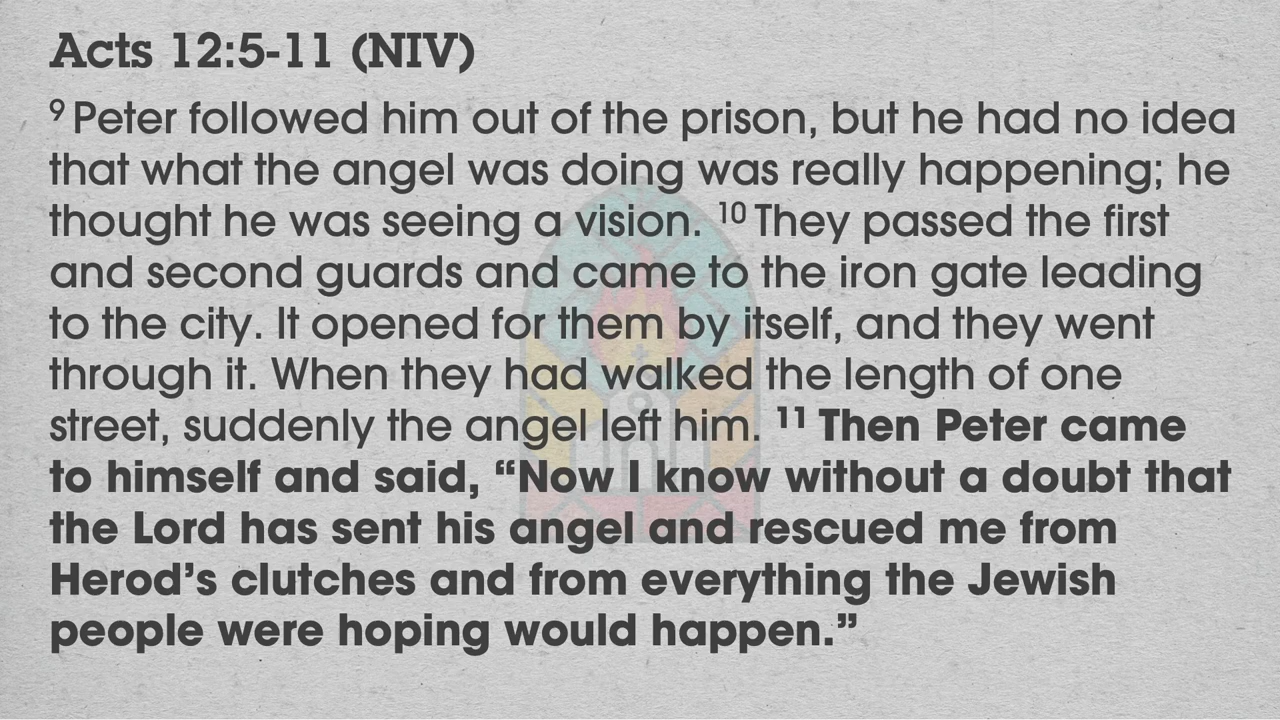 Acts 12:5-11 (NIV)
⁹ Peter followed him out of the prison, but he had no idea
that what the angel was doing was really happening; he
thought he was seeing a vision. ¹⁰ They passed the first
and second guards and came to the iron gate leading
to the city. It opened for them by itself, and they went
through it. When they had walked the length of one
street, suddenly the angel left him. ¹¹ Then Peter came
to himself and said, “Now I know without a doubt that
the Lord has sent his angel and rescued me from
Herod’s clutches and from everything the Jewish
people were hoping would happen.”